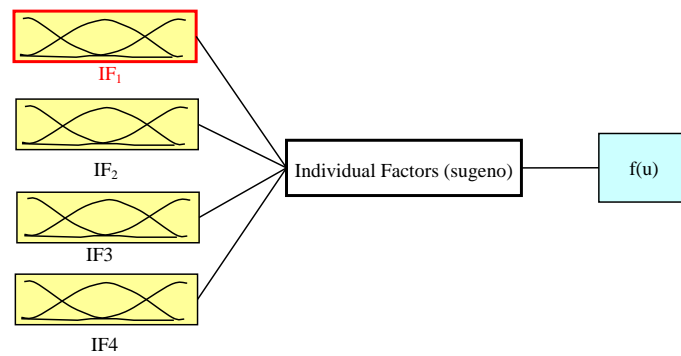 IF₁
IF₂
IF3
IF4
Individual Factors (sugeno)
f(u)